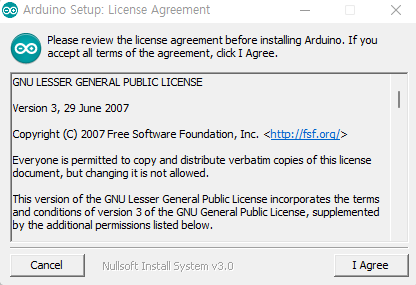 Arduino Setup: License Agreement
Please review the license agreement before installing Arduino. If you
accept all terms of the agreement, click I Agree.
GNU LESSER GENERAL PUBLIC LICENSE
Version 3, 29 June 2007
Copyright (C) 2007 Free Software Foundation, Inc. <http://fsf.org/>
Everyone is permitted to copy and distribute verbatim copies of this license
document, but changing it is not allowed.
This version of the GNU Lesser General Public License incorporates the terms
and conditions of version 3 of the GNU General Public License, supplemented
by the additional permissions listed below.
Cancel
Nullsoft Install System v3.0
I Agree